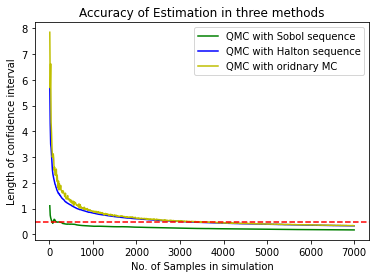 Accuracy of Estimation in three methods
QMC with Sobol sequence
QMC with Halton sequence
QMC with oridnary MC
Length of confidence interval
8
7
6
5
4
3
2
1
0
0 1000 2000 3000 4000 5000 6000 7000
No. of Samples in simulation